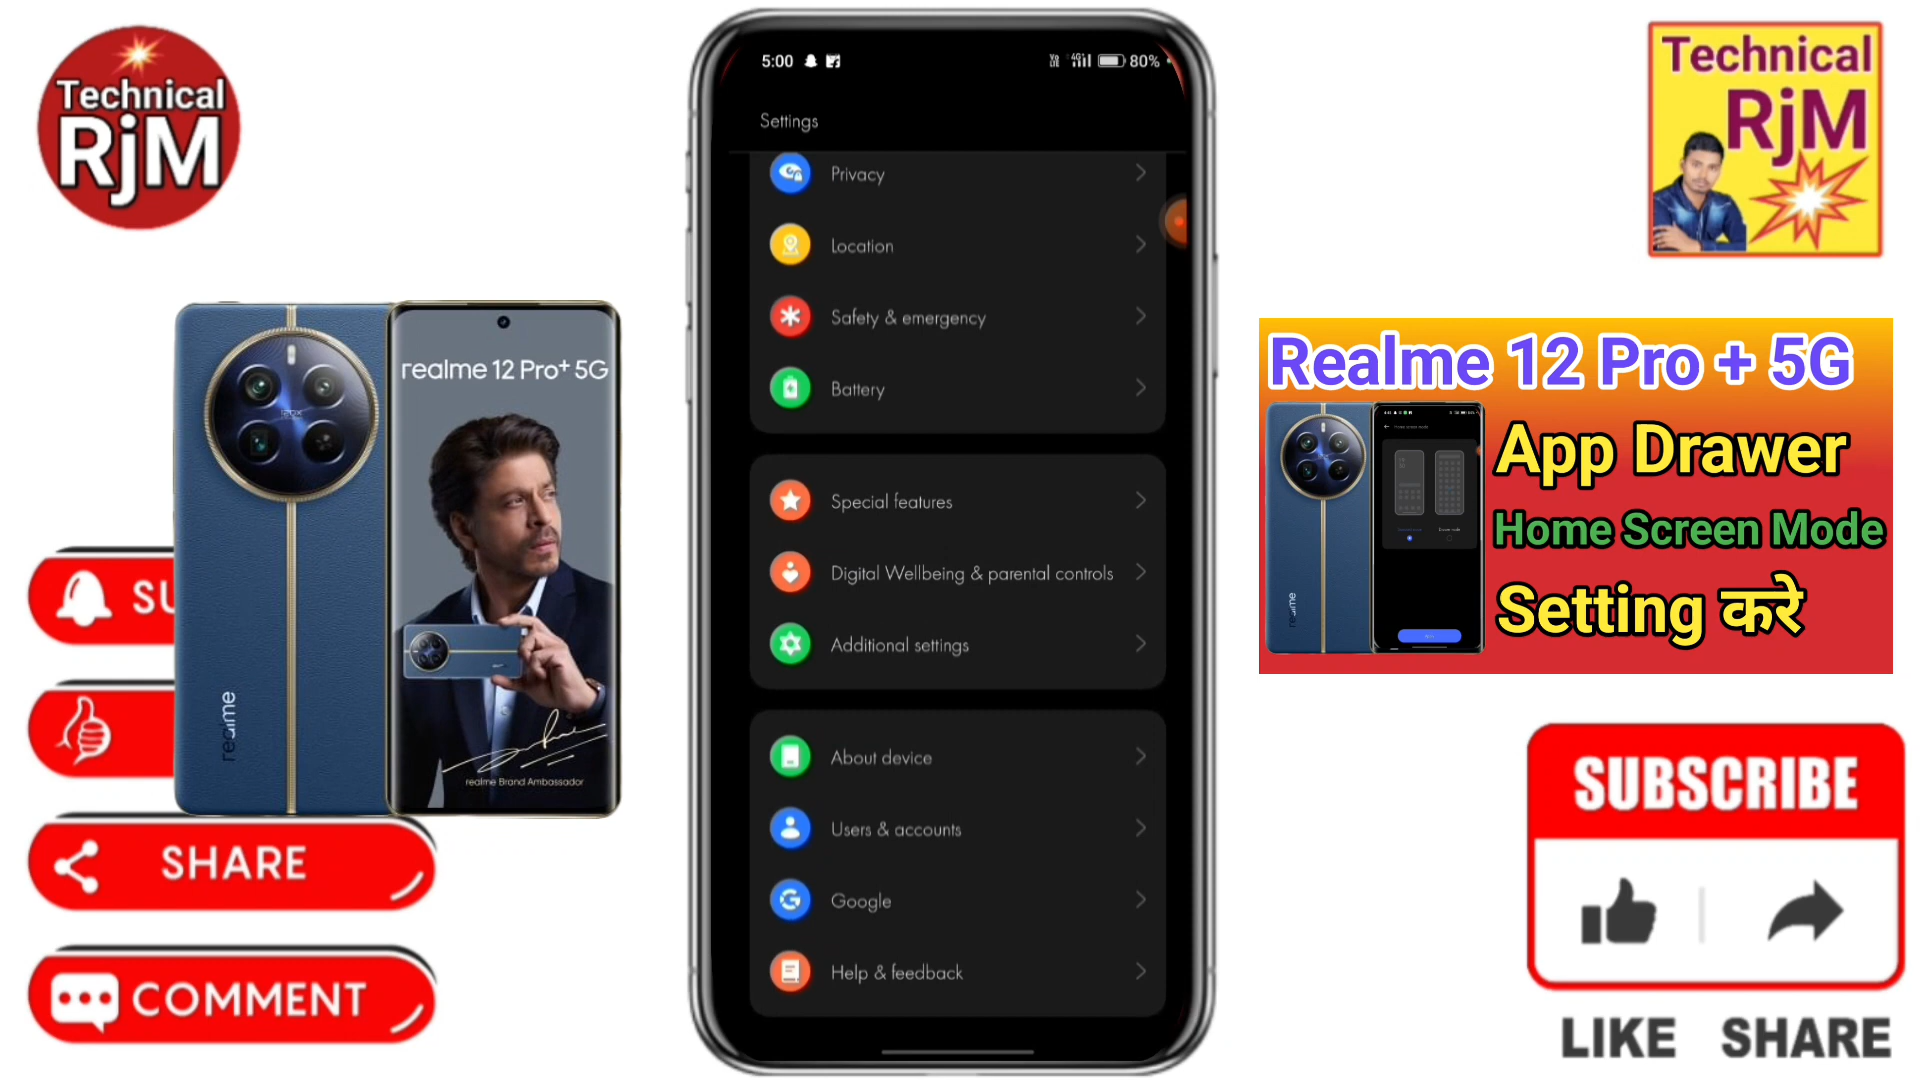 Technical
RjM
realme 12 Pro+ 5G
realme
realme Brand Ambassador
SU
SHARE
COMMENT
5:00
4G+
80%
Settings
Privacy
Location
Safety & emergency
Battery
Special features
Digital Wellbeing & parental controls
Additional settings
About device
Users & accounts
Google
Help & feedback
Technical
RjM
Realme 12 Pro + 5G
App Drawer
Home Screen Mode
Setting करे
realme
SUBSCRIBE
LIKE SHARE